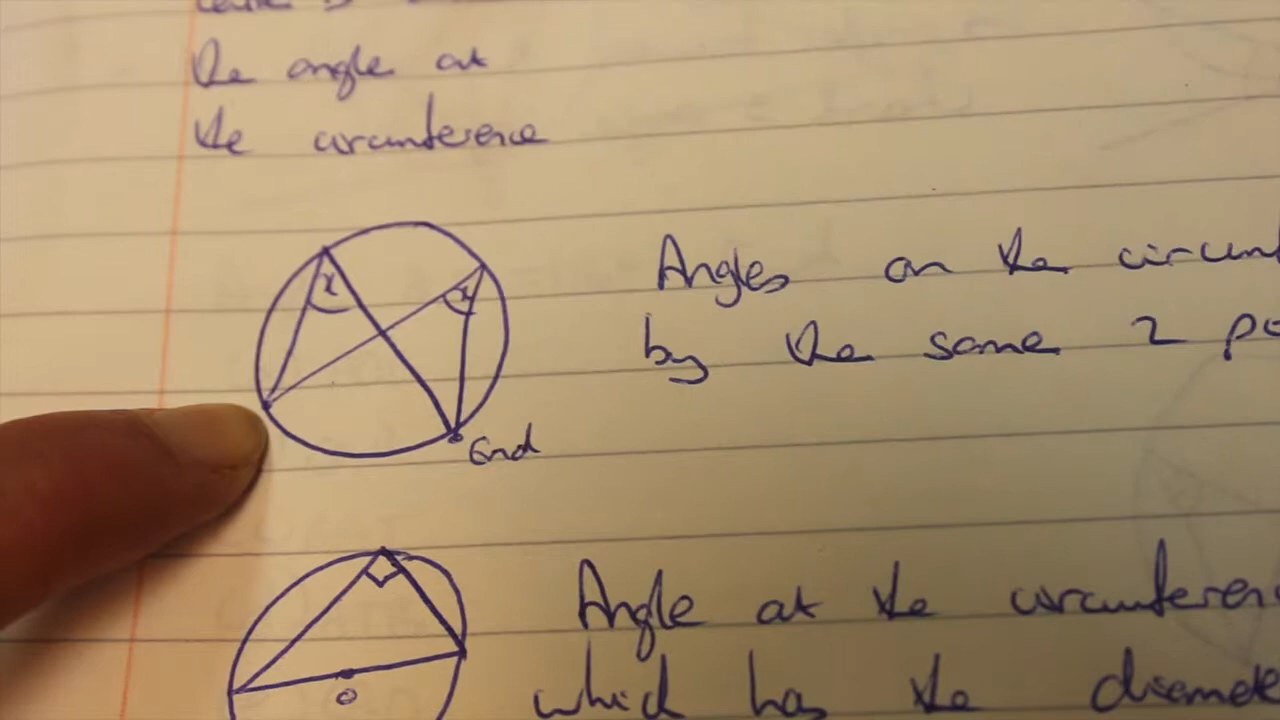 the angle at
the circumference
x
x
Angles on the circum
by the same 2 po
End
Angle at the circumferen
which has the diamete
o